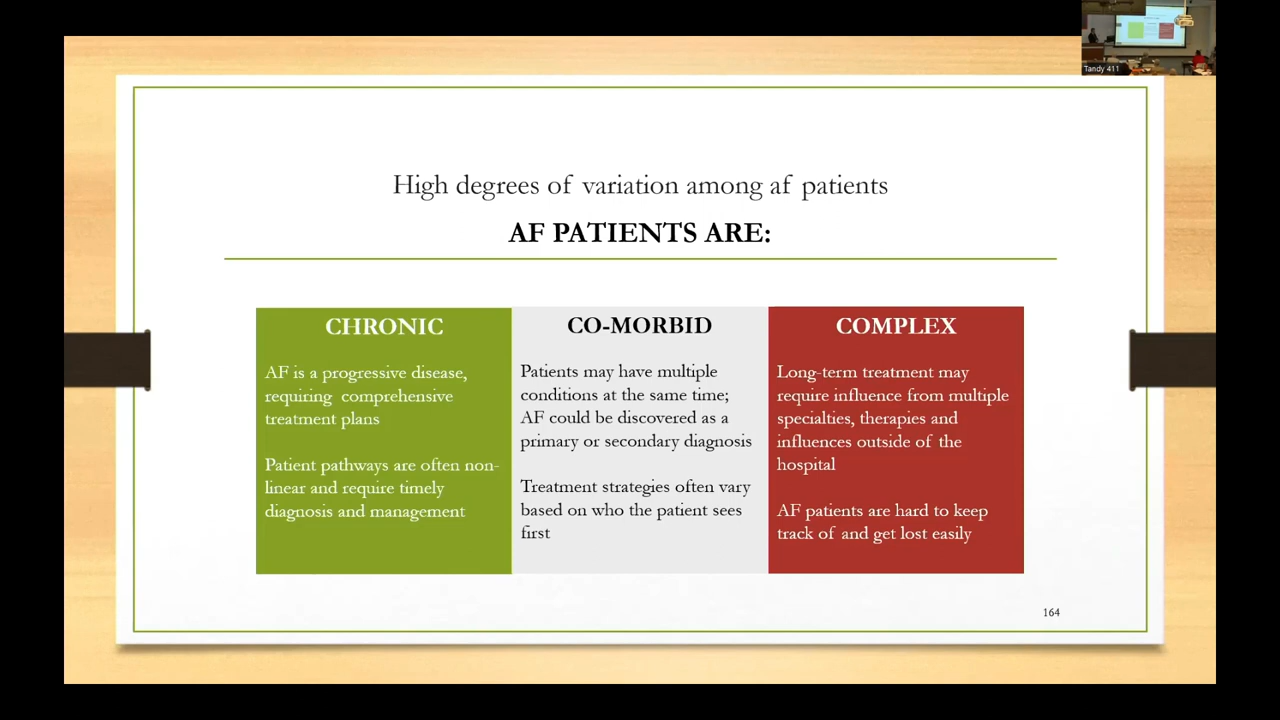 Tandy 411
High degrees of variation among af patients
AF PATIENTS ARE:
CHRONIC
AF is a progressive disease,
requiring comprehensive
treatment plans
Patient pathways are often non-
linear and require timely
diagnosis and management
CO-MORBID
Patients may have multiple
conditions at the same time;
AF could be discovered as a
primary or secondary diagnosis
Treatment strategies often vary
based on who the patient sees
first
COMPLEX
Long-term treatment may
require influence from multiple
specialties, therapies and
influences outside of the
hospital
AF patients are hard to keep
track of and get lost easily
164